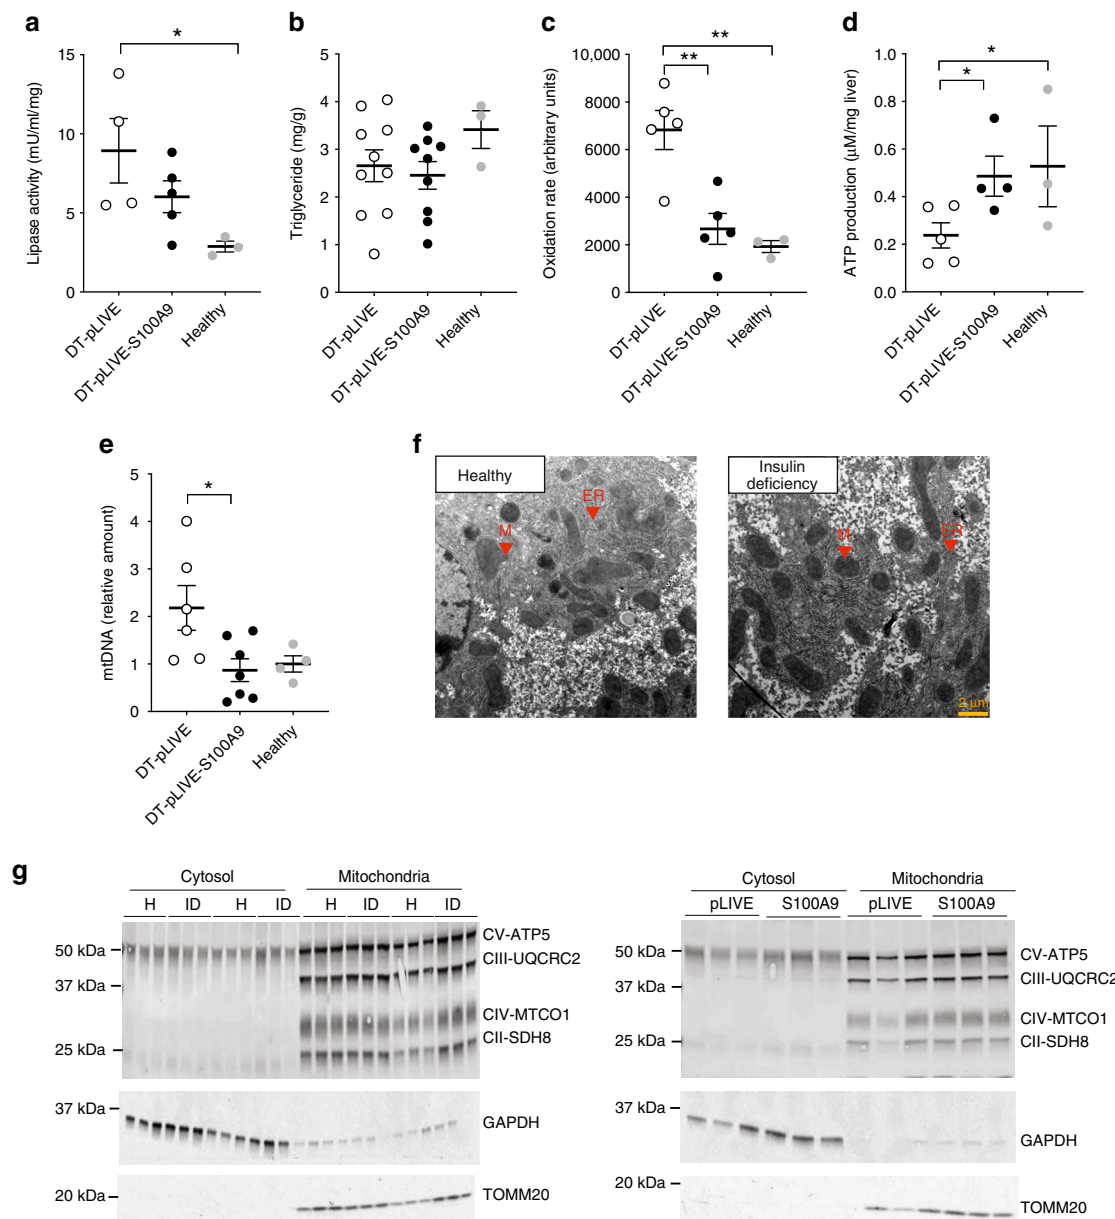 a
Lipase activity (mU/ml/mg)
15
10
5
0
*
DT-pLIVE
DT-pLIVE-S100A9
Healthy
b
Triglyceride (mg/g)
5
4
3
2
1
0
DT-pLIVE
DT-pLIVE-S100A9
Healthy
c
Oxidation rate (arbitrary units)
10,000
8000
6000
4000
2000
0
**
**
DT-pLIVE
DT-pLIVE-S100A9
Healthy
d
ATP production (µM/mg liver)
1.0
0.8
0.6
0.4
0.2
0.0
*
*
DT-pLIVE
DT-pLIVE-S100A9
Healthy
e
mtDNA (relative amount)
5
4
3
2
1
0
*
DT-pLIVE
DT-pLIVE-S100A9
Healthy
f
Healthy
ER
M
Insulin
deficiency
M
ER
2 µm
g
Cytosol Mitochondria
H ID H ID H ID H ID
50 kDa
37 kDa
25 kDa
CV-ATP5
CIII-UQCRC2
CIV-MTCO1
CII-SDH8
37 kDa
GAPDH
20 kDa
TOMM20
Cytosol Mitochondria
pLIVE S100A9 pLIVE S100A9
50 kDa
37 kDa
25 kDa
CV-ATP5
CIII-UQCRC2
CIV-MTCO1
CII-SDH8
37 kDa
GAPDH
20 kDa
TOMM20